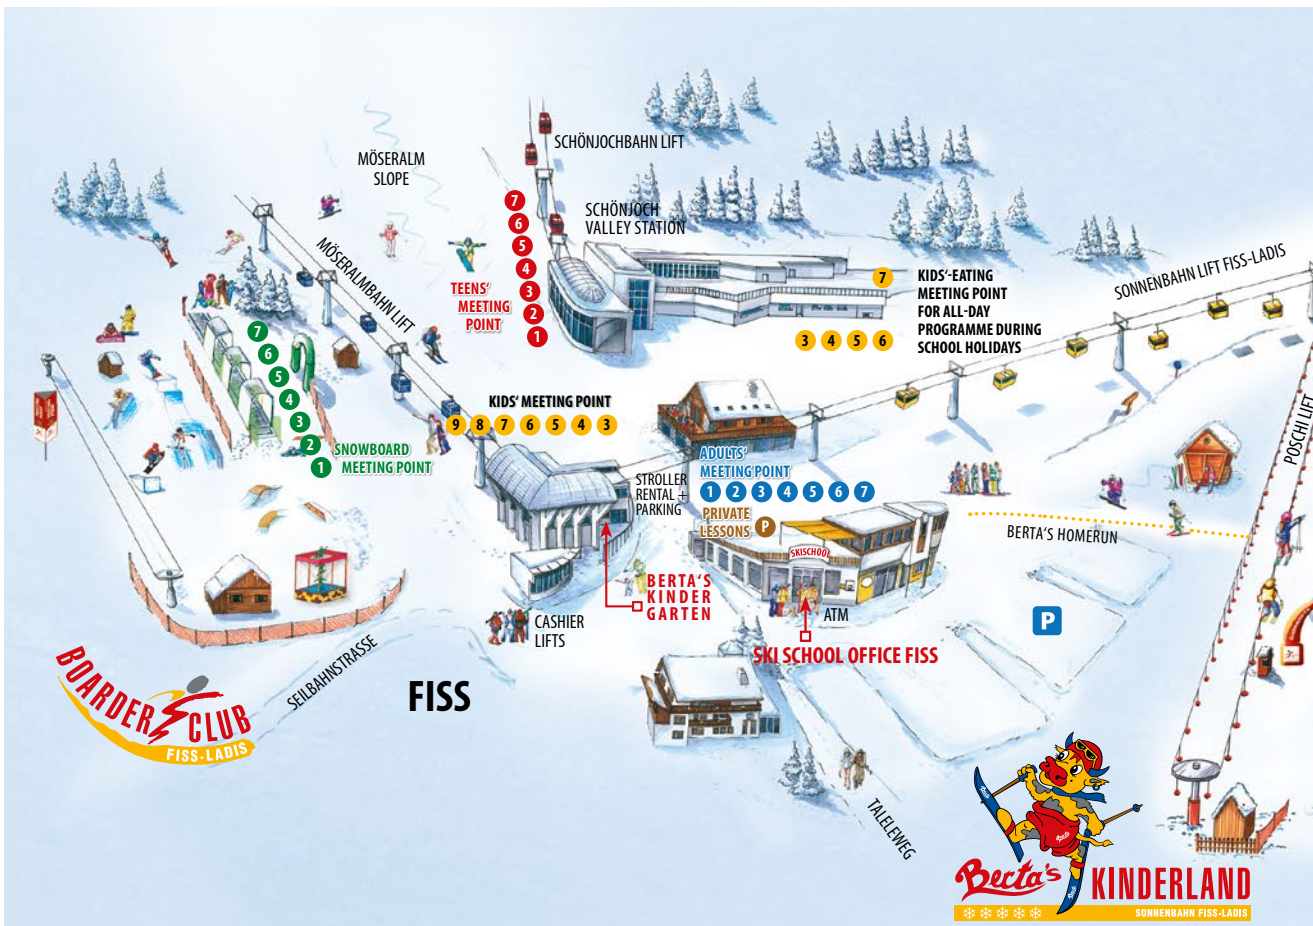 SCHÖNJOCHBAHN LIFT
MÖSERALM
SLOPE
7
6
5
4
3
2
1
SCHÖNJOCH
VALLEY STATION
MÖSERALMBAHN LIFT
TEENS'
MEETING
POINT
7
KIDS'-EATING
MEETING POINT
FOR ALL-DAY
PROGRAMME DURING
SCHOOL HOLIDAYS
3 4 5 6
SONNENBAHN LIFT FISS-LADIS
POSCHI LIFT
7
6
5
4
3
2
1
SNOWBOARD
MEETING POINT
KIDS' MEETING POINT
9 8 7 6 5 4 3
STROLLER
RENTAL +
PARKING
ADULTS'
MEETING POINT
1 2 3 4 5 6 7
PRIVATE
LESSONS P
SKISCHOOL
BERTA'S HOMERUN
BERTA'S
KINDER
GARTEN
CASHIER
LIFTS
ATM
P
SKI SCHOOL OFFICE FISS
SEILBAHNSTRASSE
FISS
BOARDER CLUB
FISS-LADIS
TALELEWEG
Berta's KINDERLAND
SONNENBAHN FISS-LADIS